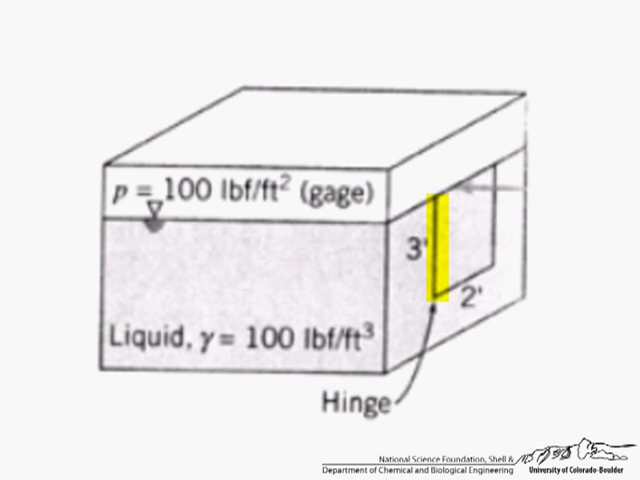 p = 100 lbf/ft² (gage)
3'
2'
Liquid, γ = 100 lbf/ft³
Hinge
National Science Foundation, Shell &
Department of Chemical and Biological Engineering
University of Colorado-Boulder